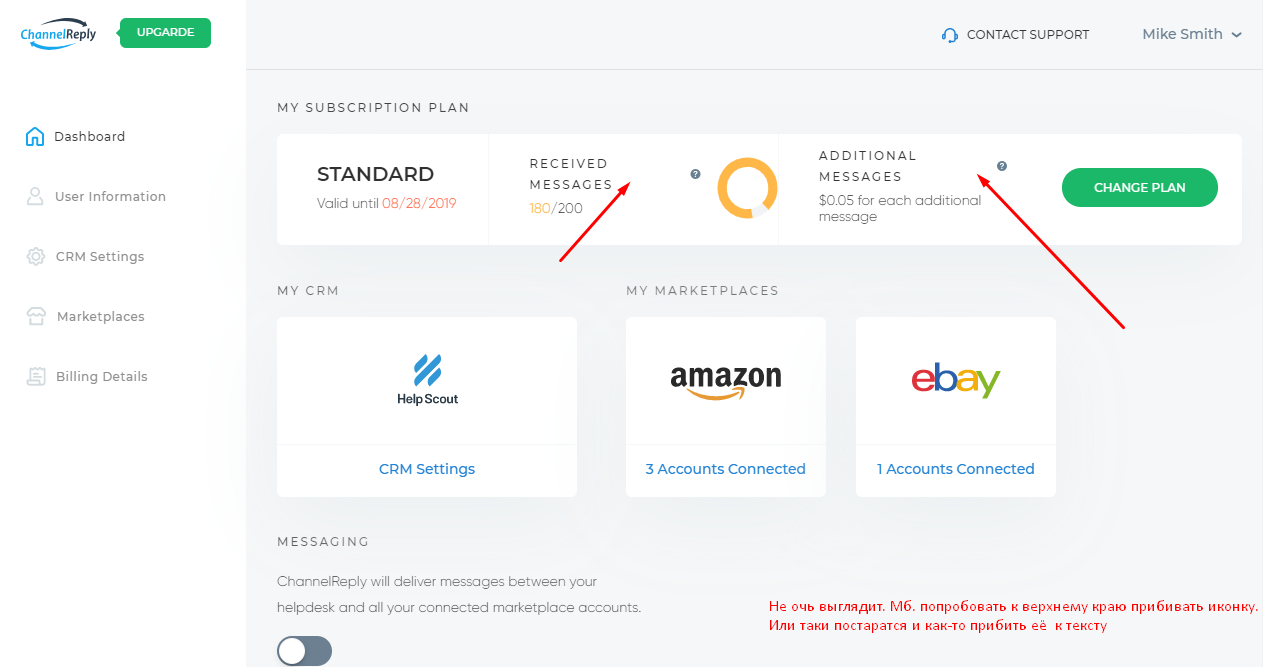 ChannelReply
UPGARDE
CONTACT SUPPORT
Mike Smith
Dashboard
User Information
CRM Settings
Marketplaces
Billing Details
MY SUBSCRIPTION PLAN
STANDARD
Valid until 08/28/2019
RECEIVED
MESSAGES
?
180/200
ADDITIONAL
MESSAGES
?
$0.05 for each additional
message
CHANGE PLAN
MY CRM
Help Scout
CRM Settings
MY MARKETPLACES
amazon
3 Accounts Connected
ebay
1 Accounts Connected
MESSAGING
ChannelReply will deliver messages between your
helpdesk and all your connected marketplace accounts.
Не очь выглядит. Мб. попробовать к верхнему краю прибивать иконку.
Или таки постаратся и как-то прибить её к тексту